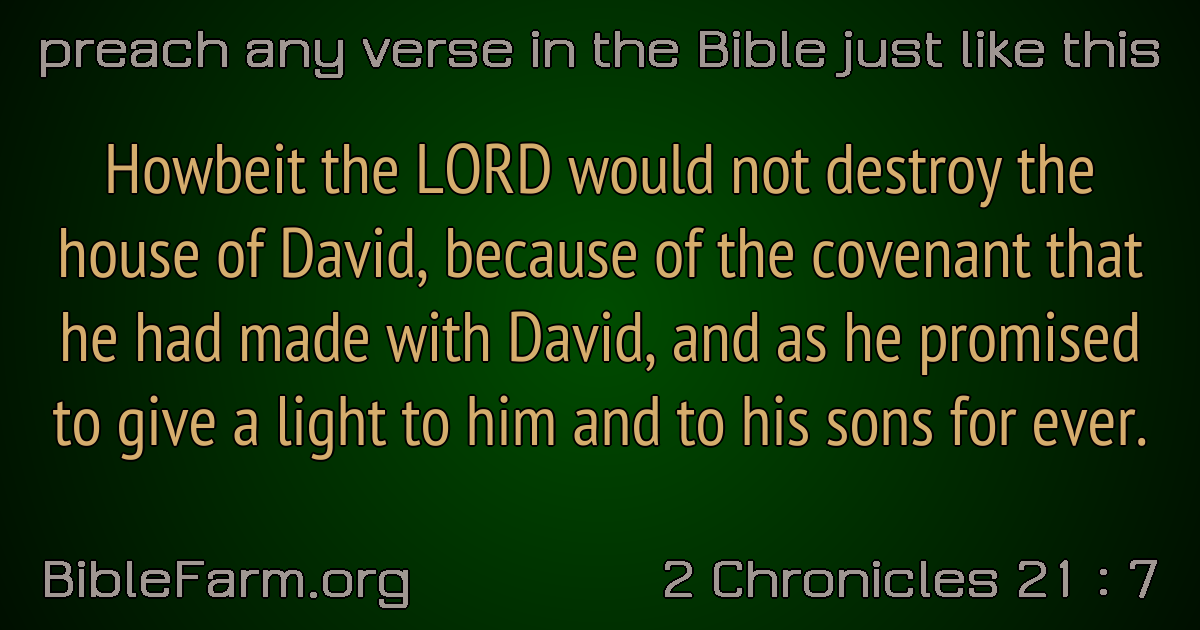 preach any verse in the Bible just like this
Howbeit the LORD would not destroy the
house of David, because of the covenant that
he had made with David, and as he promised
to give a light to him and to his sons for ever.
BibleFarm.org
2 Chronicles 21 : 7